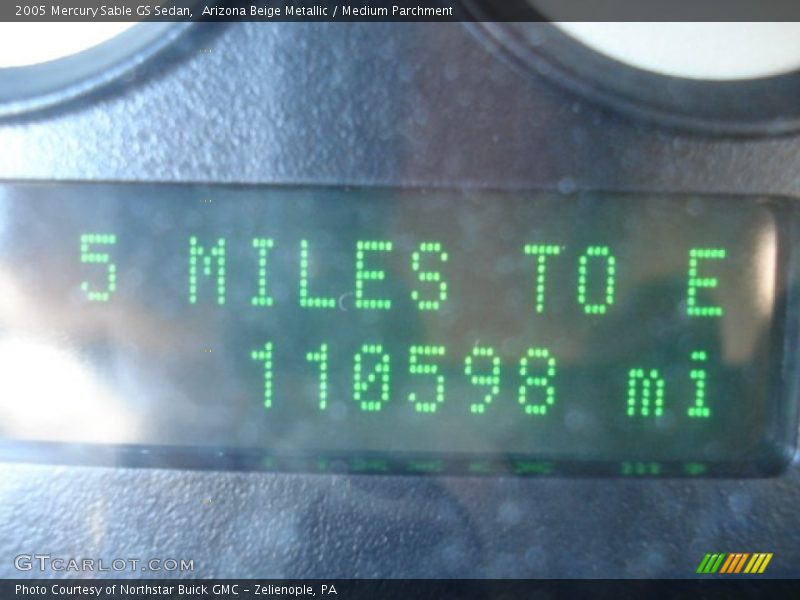 2005 Mercury Sable GS Sedan, Arizona Beige Metallic / Medium Parchment
5 MILES TO E
110598 mi
GTCARLOT.COM
Photo Courtesy of Northstar Buick GMC - Zelienople, PA